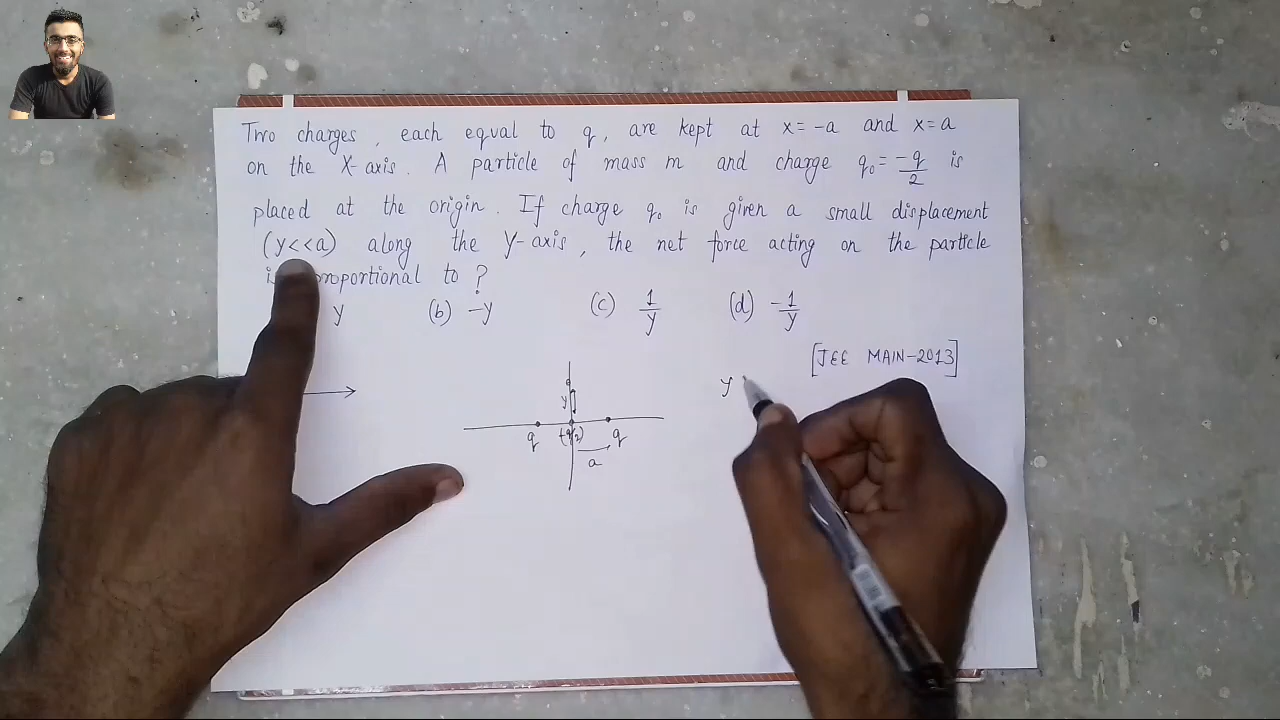 Two charges, each equal to q, are kept at x=-a and x=a
on the X-axis. A particle of mass m and charge q₀ = -q/2 is
placed at the origin. If charge q₀ is given a small displacement
(y<<a) along the Y-axis, the net force acting on the particle
proportional to ?
y (b) -y (c) 1/y (d) -1/y
[JEE MAIN-2013]
y
y
q (-q/2) q
a